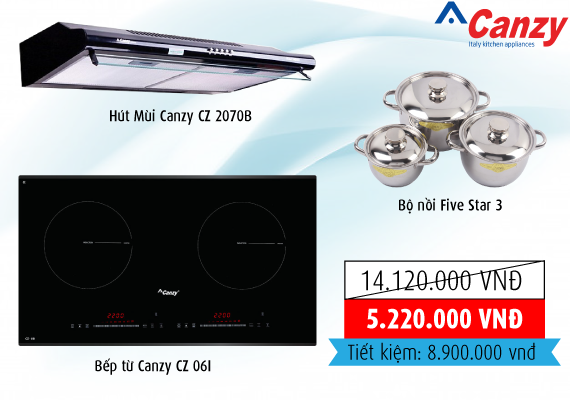 Canzy
Italy kitchen appliances
Hút Mùi Canzy CZ 2070B
Bộ nồi Five Star 3
Canzy
14.120.000 VNĐ
5.220.000 VNĐ
Tiết kiệm: 8.900.000 vnđ
Bếp từ Canzy CZ 06I